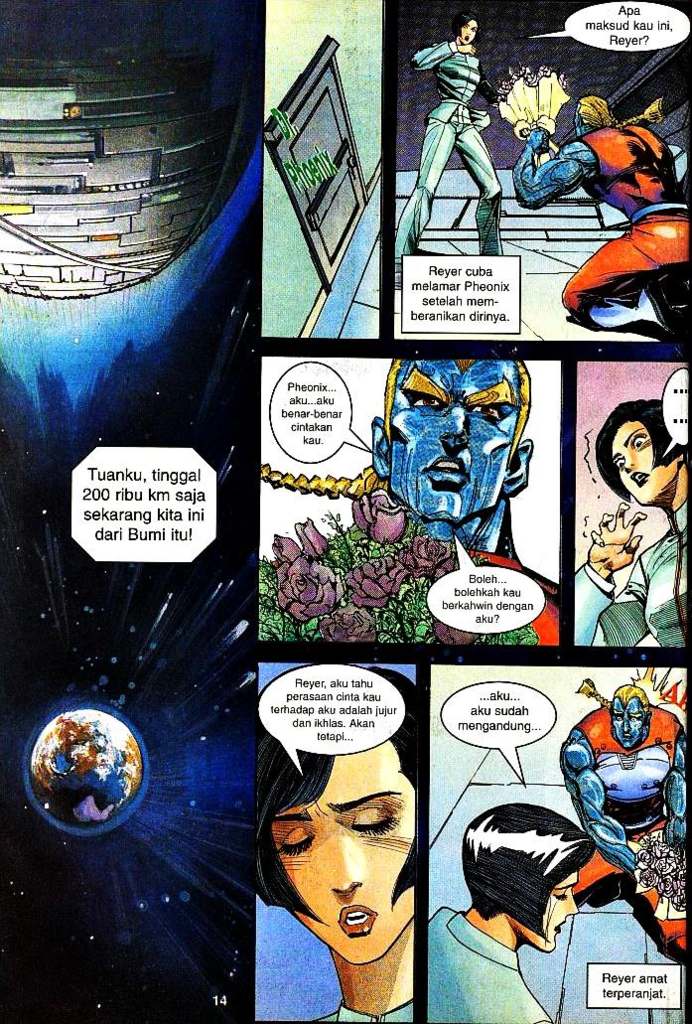 Tuanku, tinggal
200 ribu km saja
sekarang kita ini
dari Bumi itu!
Dr.
Pheonix
Apa
maksud kau ini,
Reyer?
Reyer cuba
melamar Pheonix
setelah mem-
beranikan dirinya.
Pheonix...
aku...aku
benar-benar
cintakan
kau.
Boleh...
bolehkah kau
berkahwin dengan
aku?
...
...
Reyer, aku tahu
perasaan cinta kau
terhadap aku adalah jujur
dan ikhlas. Akan
tetapi...
...aku...
aku sudah
mengandung...
Reyer amat
terperanjat.
14